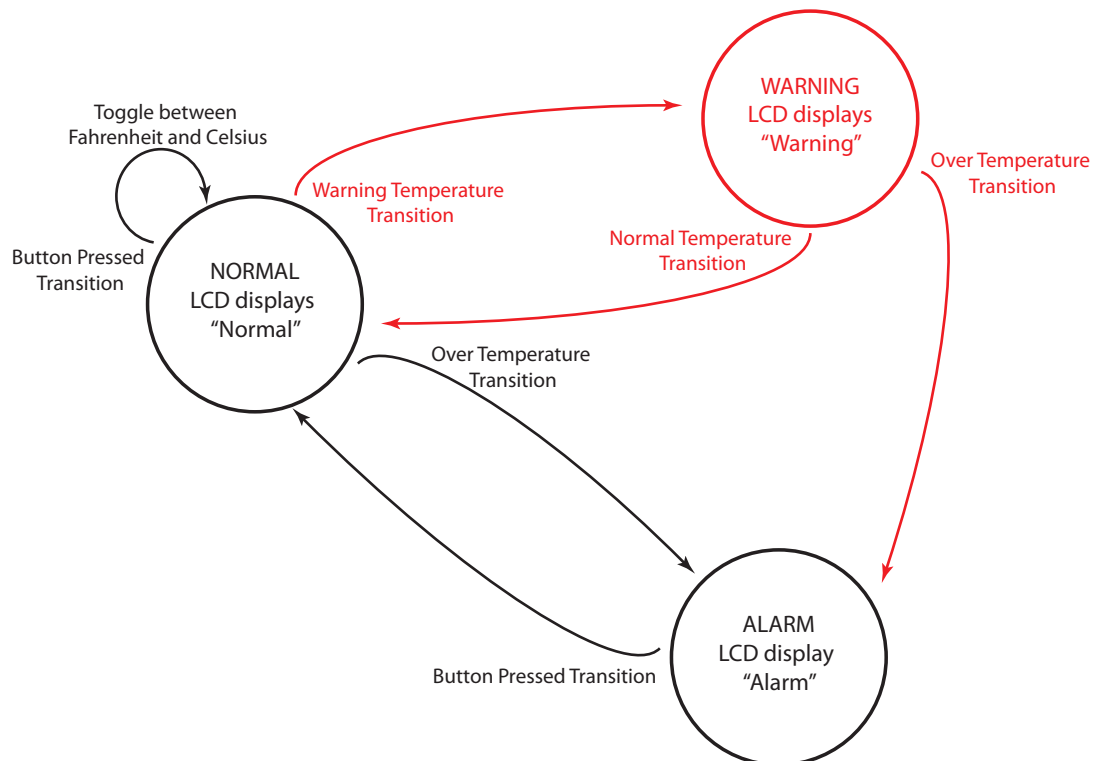 WARNING
LCD displays
“Warning”
Toggle between
Fahrenheit and Celsius
Over Temperature
Transition
Warning Temperature
Transition
Normal Temperature
Transition
Button Pressed
Transition
NORMAL
LCD displays
“Normal”
Over Temperature
Transition
ALARM
LCD display
“Alarm”
Button Pressed Transition